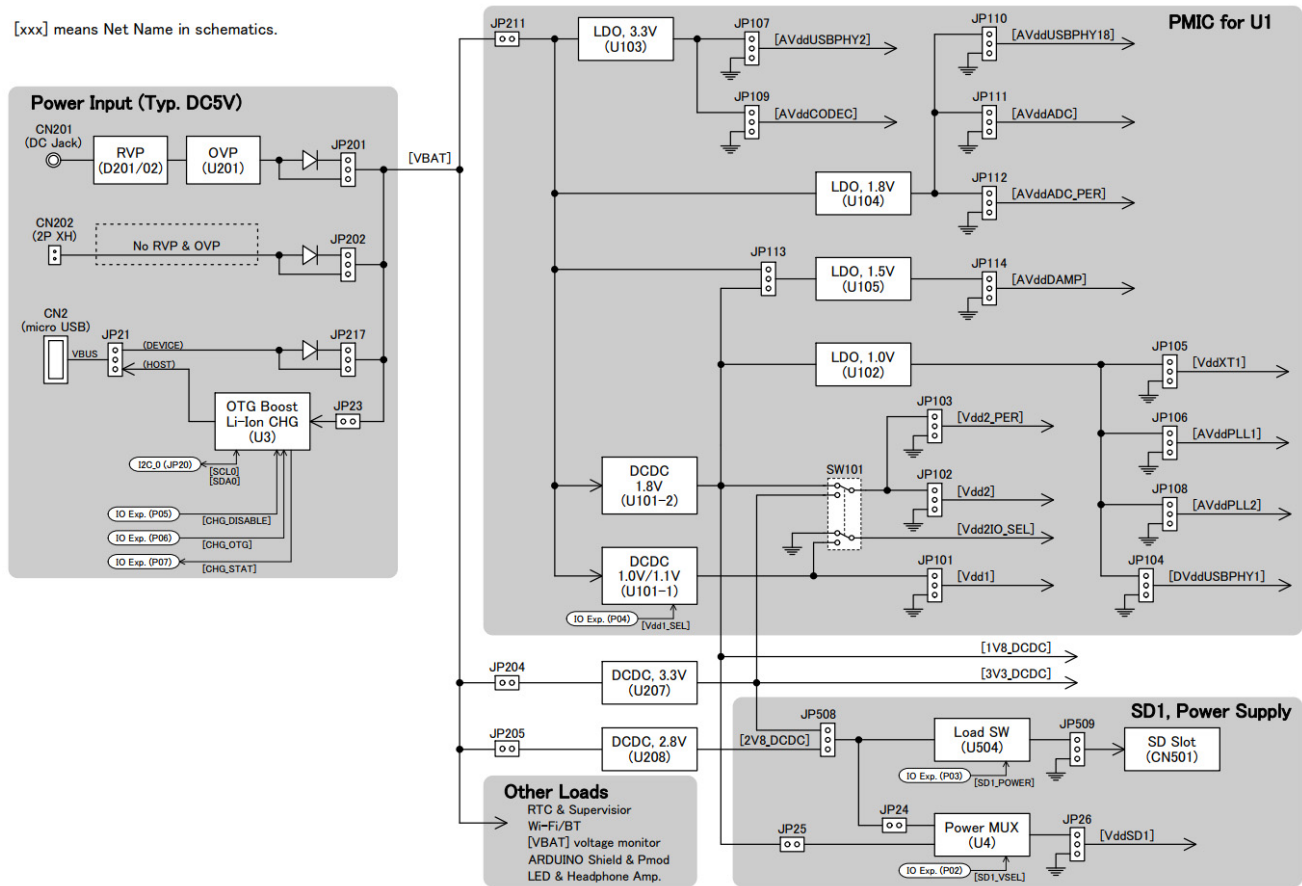 [xxx] means Net Name in schematics.
Power Input (Typ. DC5V)
CN201
(DC Jack)
RVP
(D201/02)
OVP
(U201)
JP201
[VBAT]
CN202
(2P XH)
No RVP & OVP
JP202
CN2
(micro USB)
VBUS
JP21
(DEVICE)
(HOST)
JP217
OTG Boost
Li-Ion CHG
(U3)
JP23
I2C_0 (JP20)
[SCL0]
[SDA0]
IO Exp. (P05)
[CHG_DISABLE]
IO Exp. (P06)
[CHG_OTG]
IO Exp. (P07)
[CHG_STAT]
PMIC for U1
JP211
LDO, 3.3V
(U103)
JP107
[AVddUSBPHY2]
JP109
[AVddCODEC]
JP110
[AVddUSBPHY18]
JP111
[AVddADC]
LDO, 1.8V
(U104)
JP112
[AVddADC_PER]
JP113
LDO, 1.5V
(U105)
JP114
[AVddDAMP]
LDO, 1.0V
(U102)
JP105
[VddXT1]
JP106
[AVddPLL1]
JP108
[AVddPLL2]
JP104
[DVddUSBPHY1]
JP103
[Vdd2_PER]
DCDC
1.8V
(U101-2)
SW101
JP102
[Vdd2]
[Vdd2IO_SEL]
DCDC
1.0V/1.1V
(U101-1)
JP101
[Vdd1]
IO Exp. (P04)
[Vdd1_SEL]
[1V8_DCDC]
JP204
DCDC, 3.3V
(U207)
[3V3_DCDC]
JP205
DCDC, 2.8V
(U208)
[2V8_DCDC]
SD1, Power Supply
JP508
Load SW
(U504)
JP509
SD Slot
(CN501)
IO Exp. (P03)
[SD1_POWER]
JP24
JP25
Power MUX
(U4)
JP26
[VddSD1]
IO Exp. (P02)
[SD1_VSEL]
Other Loads
RTC & Supervisior
Wi-Fi/BT
[VBAT] voltage monitor
ARDUINO Shield & Pmod
LED & Headphone Amp.